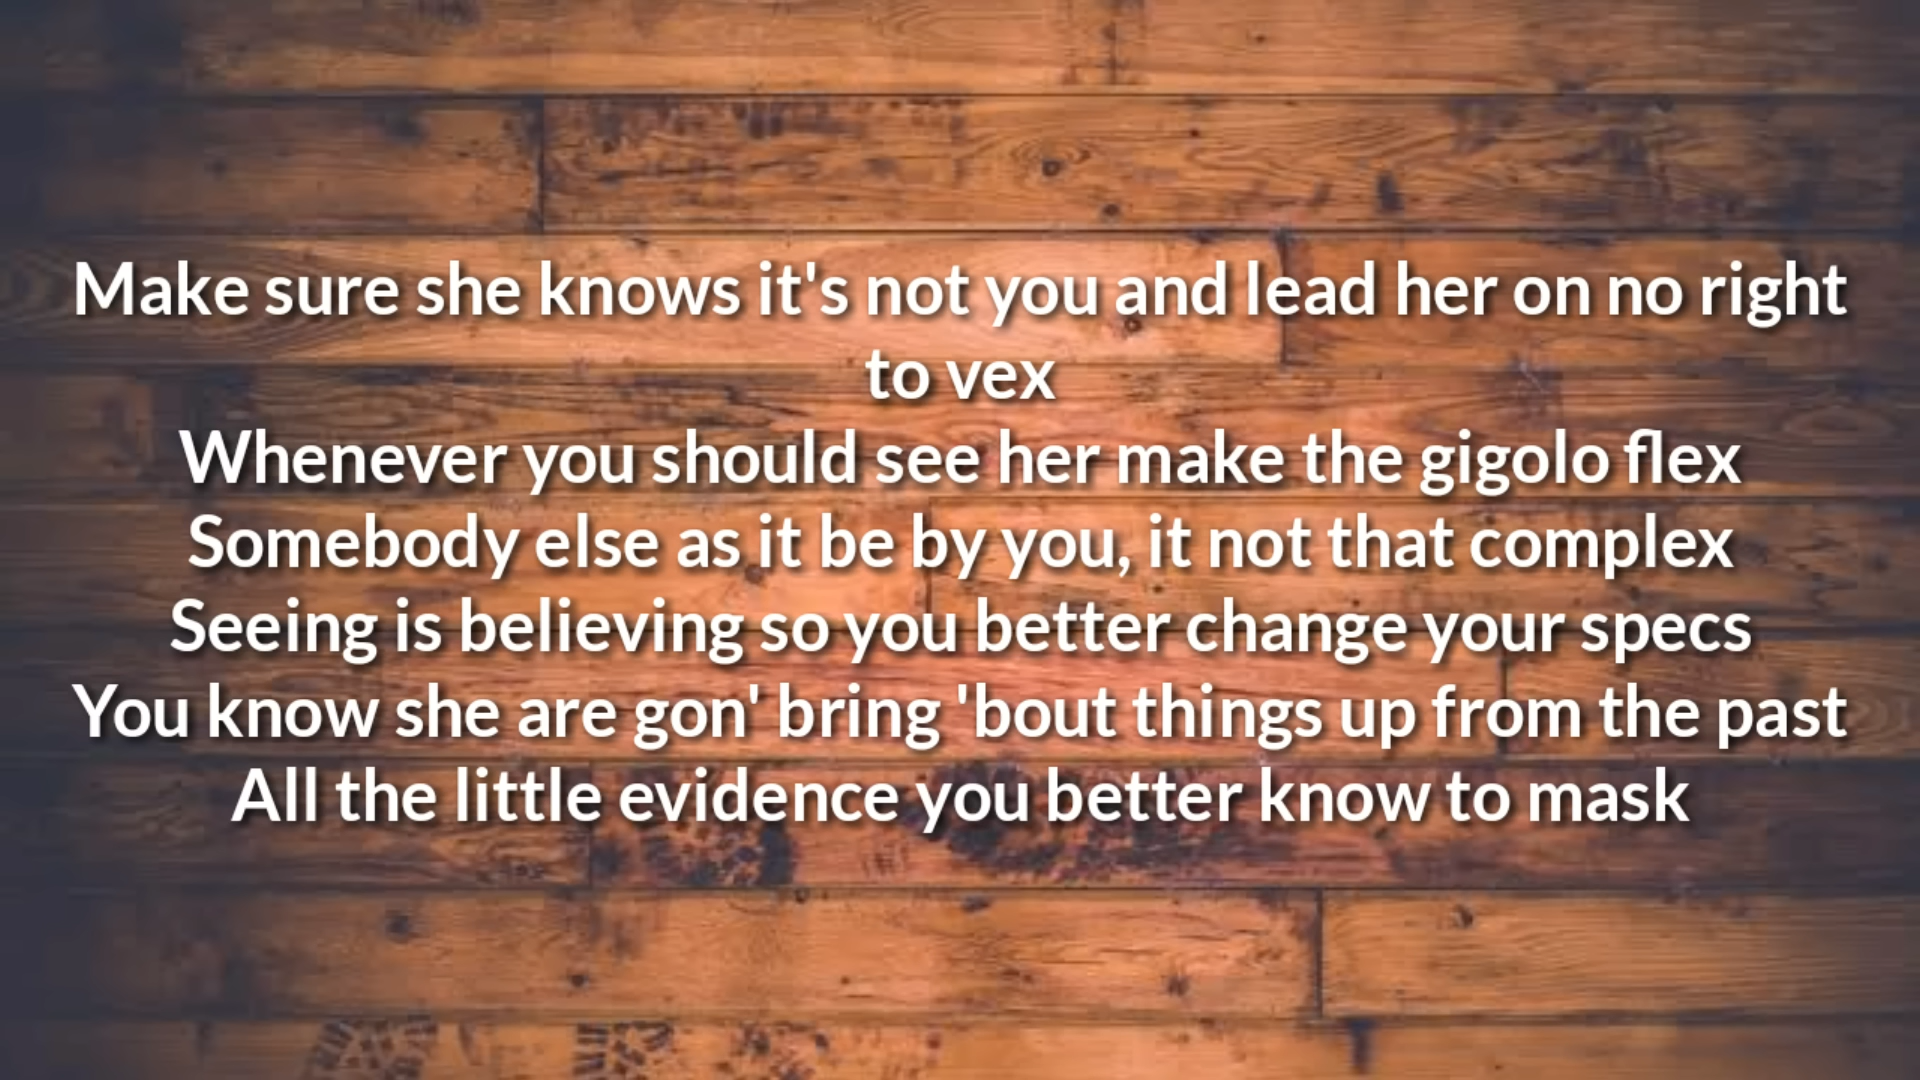 Make sure she knows it's not you and lead her on no right
to vex
Whenever you should see her make the gigolo flex
Somebody else as it be by you, it not that complex
Seeing is believing so you better change your specs
You know she are gon' bring 'bout things up from the past
All the little evidence you better know to mask